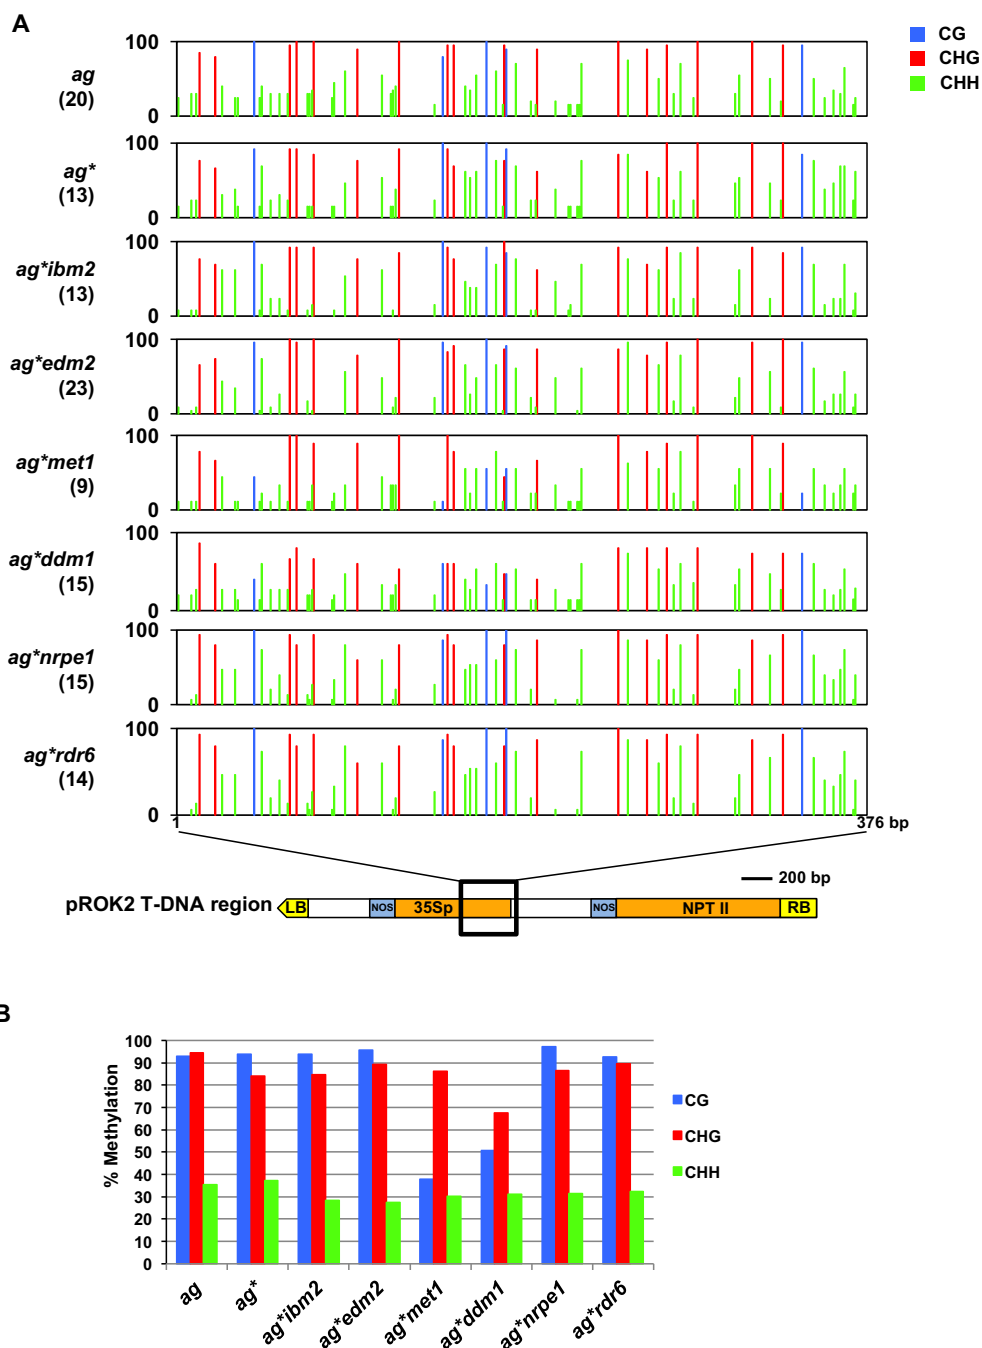 A
CG
CHG
CHH
100
ag
(20)
0
100
ag*
(13)
0
100
ag*ibm2
(13)
0
100
ag*edm2
(23)
0
100
ag*met1
(9)
0
100
ag*ddm1
(15)
0
100
ag*nrpe1
(15)
0
100
ag*rdr6
(14)
0
1
376 bp
200 bp
pROK2 T-DNA region
LB
NOS
35Sp
NOS
NPT II
RB
B
% Methylation
100
90
80
70
60
50
40
30
20
10
0
ag
ag*
ag*ibm2
ag*edm2
ag*met1
ag*ddm1
ag*nrpe1
ag*rdr6
CG
CHG
CHH